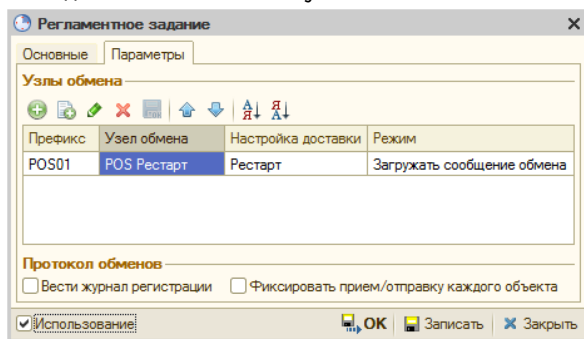 Регламентное задание
Основные Параметры
Узлы обмена
Префикс Узел обмена Настройка доставки Режим
POS01 POS Рестарт Рестарт Загружать сообщение обмена
Протокол обменов
Вести журнал регистрации Фиксировать прием/отправку каждого объекта
Использование OK Записать Закрыть